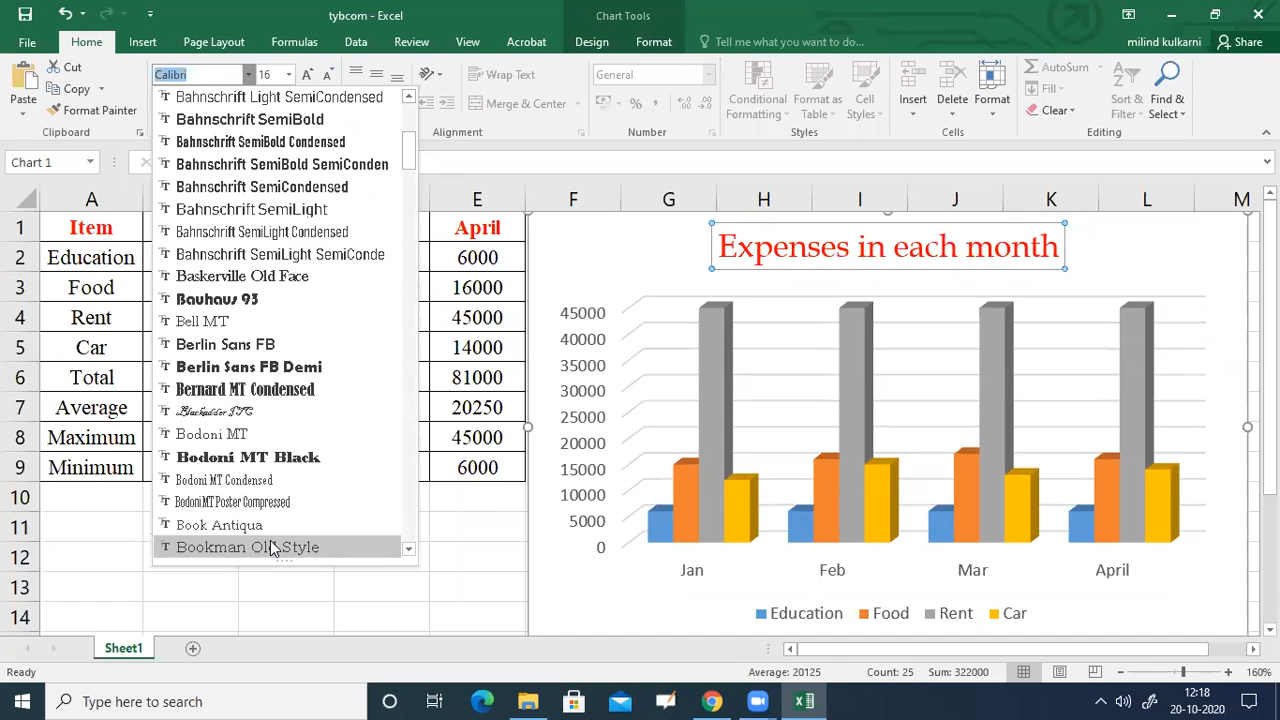 tybcom - Excel
Chart Tools
File Home Insert Page Layout Formulas Data Review View Acrobat Design Format Tell me what you want to do... milind kulkarni Share
Paste
Cut
Copy
Format Painter
Clipboard
Calibri 16
Wrap Text
Merge & Center
Alignment
General
%
Number
Conditional Formatting
Format as Table
Cell Styles
Styles
Insert
Delete
Format
Cells
AutoSum
Fill
Clear
Sort & Filter
Find & Select
Editing
Chart 1
Bahnschrift Light SemiCondensed
Bahnschrift SemiBold
Bahnschrift SemiBold Condensed
Bahnschrift SemiBold SemiConden
Bahnschrift SemiCondensed
Bahnschrift SemiLight
Bahnschrift SemiLight Condensed
Bahnschrift SemiLight SemiConde
Baskerville Old Face
Bauhaus 93
Bell MT
Berlin Sans FB
Berlin Sans FB Demi
Bernard MT Condensed
Blackadder ITC
Bodoni MT
Bodoni MT Black
Bodoni MT Condensed
Bodoni MT Poster Compressed
Book Antiqua
Bookman Old Style
A E F G H I J K L M
1 Item April
2 Education 6000
3 Food 16000
4 Rent 45000
5 Car 14000
6 Total 81000
7 Average 20250
8 Maximum 45000
9 Minimum 6000
10
11
12
13
14
Expenses in each month
45000
40000
35000
30000
25000
20000
15000
10000
5000
0
Jan Feb Mar April
Education Food Rent Car
Sheet1
Ready
Average: 20125 Count: 25 Sum: 322000 160%
Type here to search
12:18
20-10-2020